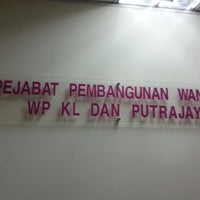 PEJABAT PEMBANGUNAN WAN
WP KL DAN PUTRAJAY